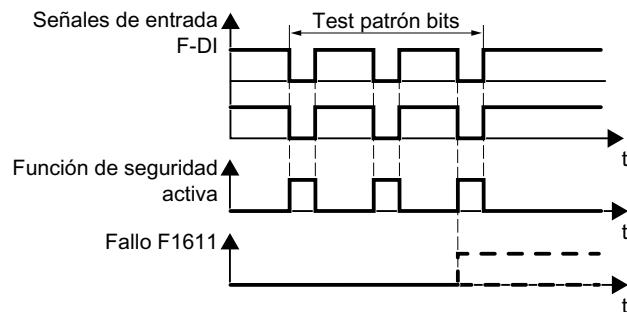 Señales de entrada
F-DI
Test patrón bits
t
Función de seguridad
activa
t
Fallo F1611
t